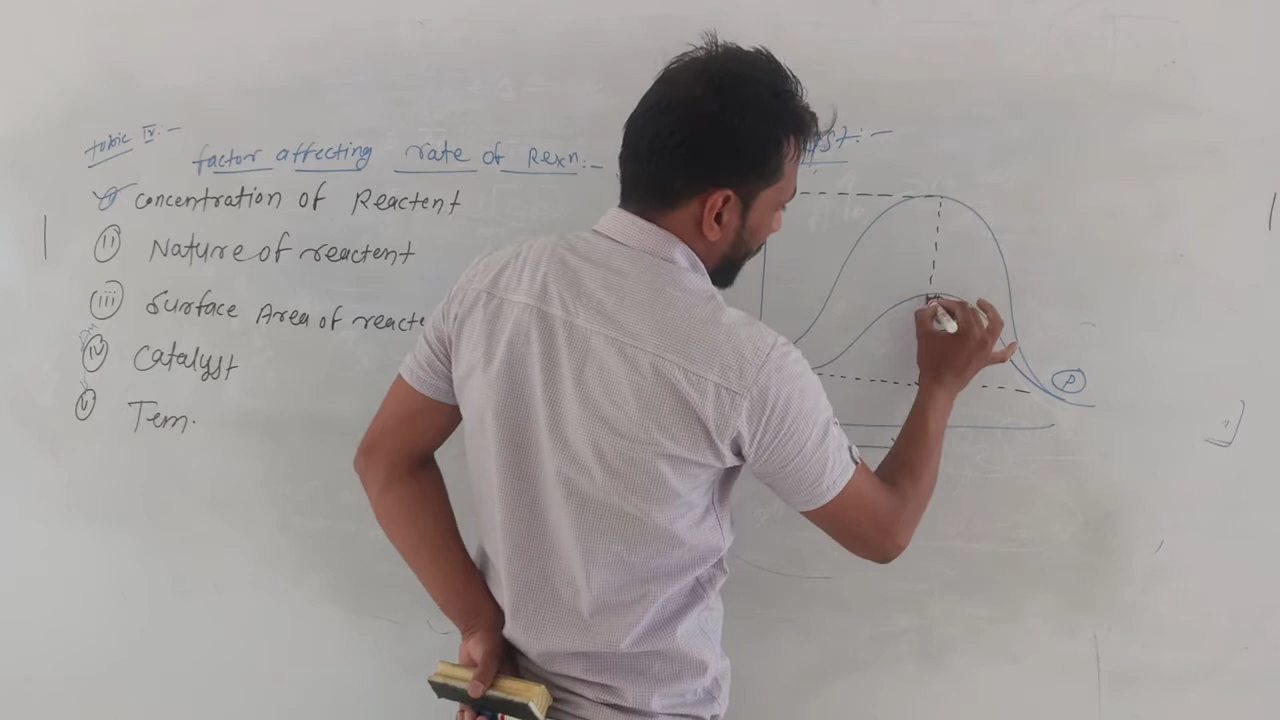 Topic IV:-
factor affecting rate of Rexn:-
(i) Concentration of Reactent
(ii) Nature of reactent
(iii) Surface Area of reacte
(iv) Catalyst
(v) Tem.
yst:-
P